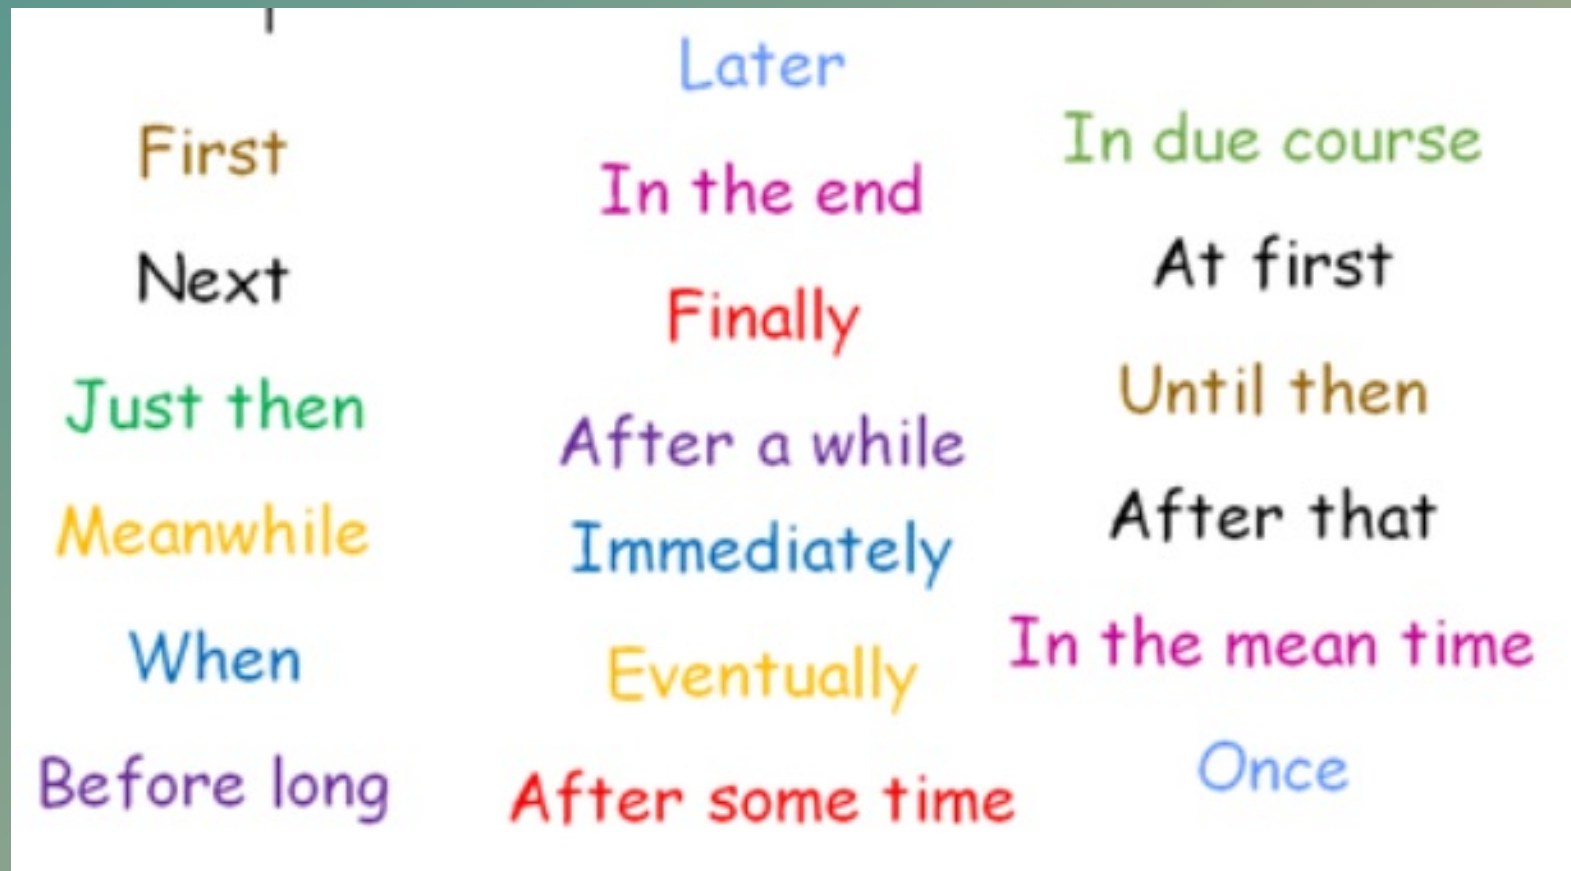 First
Next
Just then
Meanwhile
When
Before long
Later
In the end
Finally
After a while
Immediately
Eventually
After some time
In due course
At first
Until then
After that
In the mean time
Once